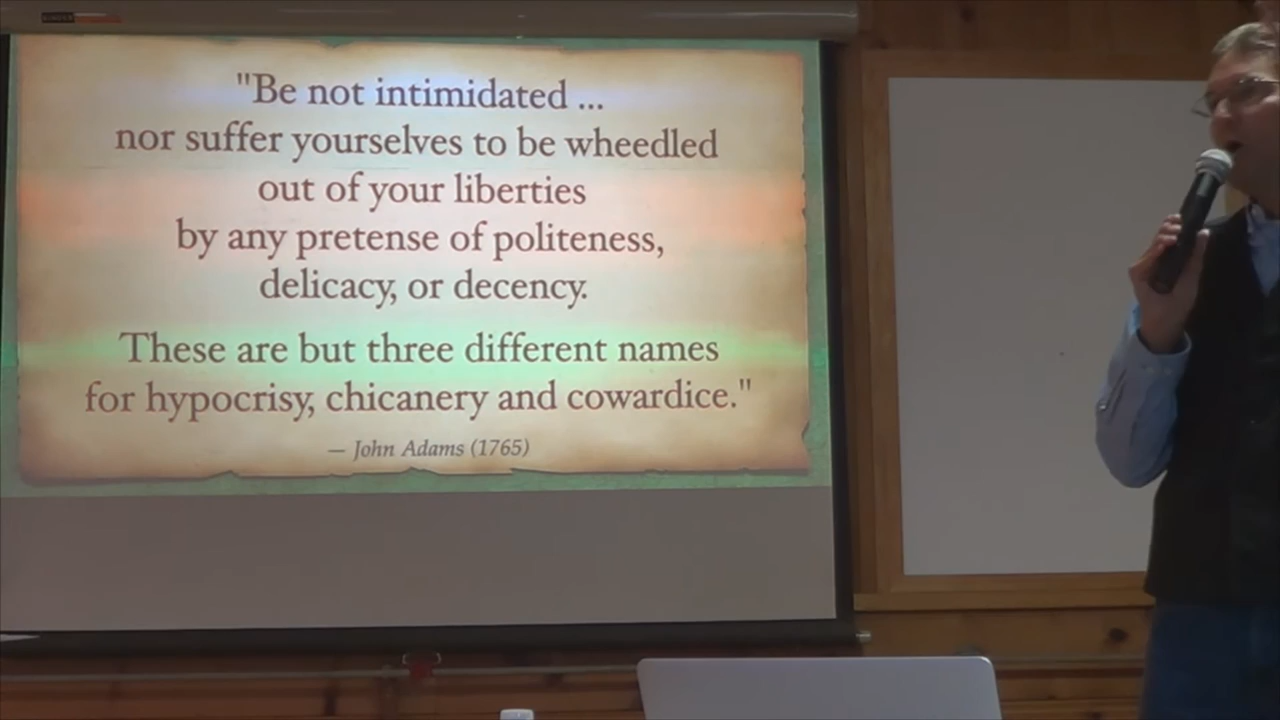 "Be not intimidated ...
nor suffer yourselves to be wheedled
out of your liberties
by any pretense of politeness,
delicacy, or decency.
These are but three different names
for hypocrisy, chicanery and cowardice."
— John Adams (1765)